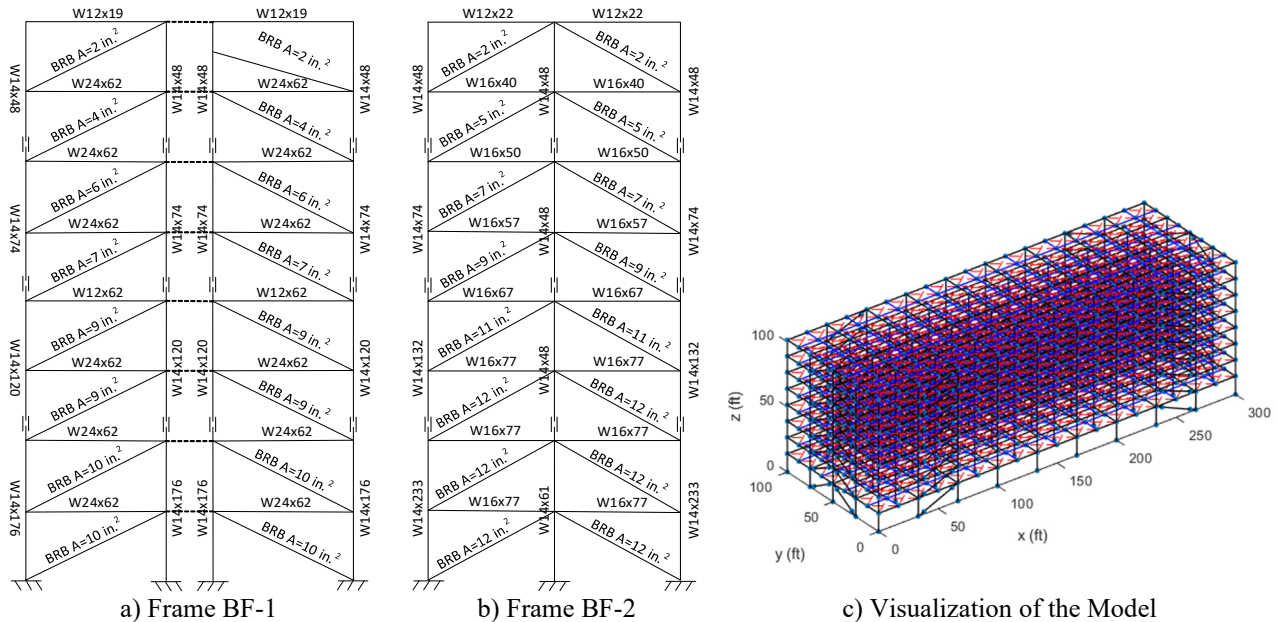 W12x19 W12x19
BRB A=2 in.² BRB A=2 in.²
W14x48 W14x48 W14x48 W14x48
W24x62 W24x62
BRB A=4 in.² BRB A=4 in.²
W24x62 W24x62
BRB A=6 in.² BRB A=6 in.²
W14x74 W14x74 W14x74 W14x74
W24x62 W24x62
BRB A=7 in.² BRB A=7 in.²
W12x62 W12x62
BRB A=9 in.² BRB A=9 in.²
W14x120 W14x120 W14x120 W14x120
W24x62 W24x62
BRB A=9 in.² BRB A=9 in.²
W24x62 W24x62
BRB A=10 in.² BRB A=10 in.²
W14x176 W14x176 W14x176 W14x176
W24x62 W24x62
BRB A=10 in.² BRB A=10 in.²
a) Frame BF-1
W12x22 W12x22
BRB A=2 in.² BRB A=2 in.²
W14x48 W14x48 W14x48
W16x40 W16x40
BRB A=5 in.² BRB A=5 in.²
W16x50 W16x50
BRB A=7 in.² BRB A=7 in.²
W14x74 W14x48 W14x74
W16x57 W16x57
BRB A=9 in.² BRB A=9 in.²
W16x67 W16x67
BRB A=11 in.² BRB A=11 in.²
W14x132 W14x48 W14x132
W16x77 W16x77
BRB A=12 in.² BRB A=12 in.²
W16x77 W16x77
BRB A=12 in.² BRB A=12 in.²
W14x233 W14x61 W14x233
W16x77 W16x77
BRB A=12 in.² BRB A=12 in.²
b) Frame BF-2
z (ft)
100
50
0
y (ft)
100
50
0
x (ft)
0
50
100
150
200
250
300
c) Visualization of the Model